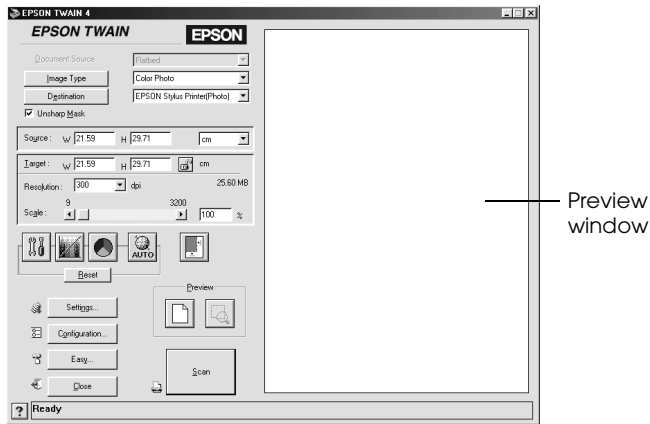 EPSON TWAIN 4
EPSON TWAIN
EPSON
Document Source
Flatbed
Image Type
Color Photo
Destination
EPSON Stylus Printer(Photo)
Unsharp Mask
Source : W 21.59 H 29.71 cm
Target : W 21.59 H 29.71 cm
Resolution : 300 dpi 25.60 MB
9 3200
Scale : 100 %
AUTO
Reset
Preview
Settings...
Configuration...
Easy...
Close
Scan
? Ready
Preview
window